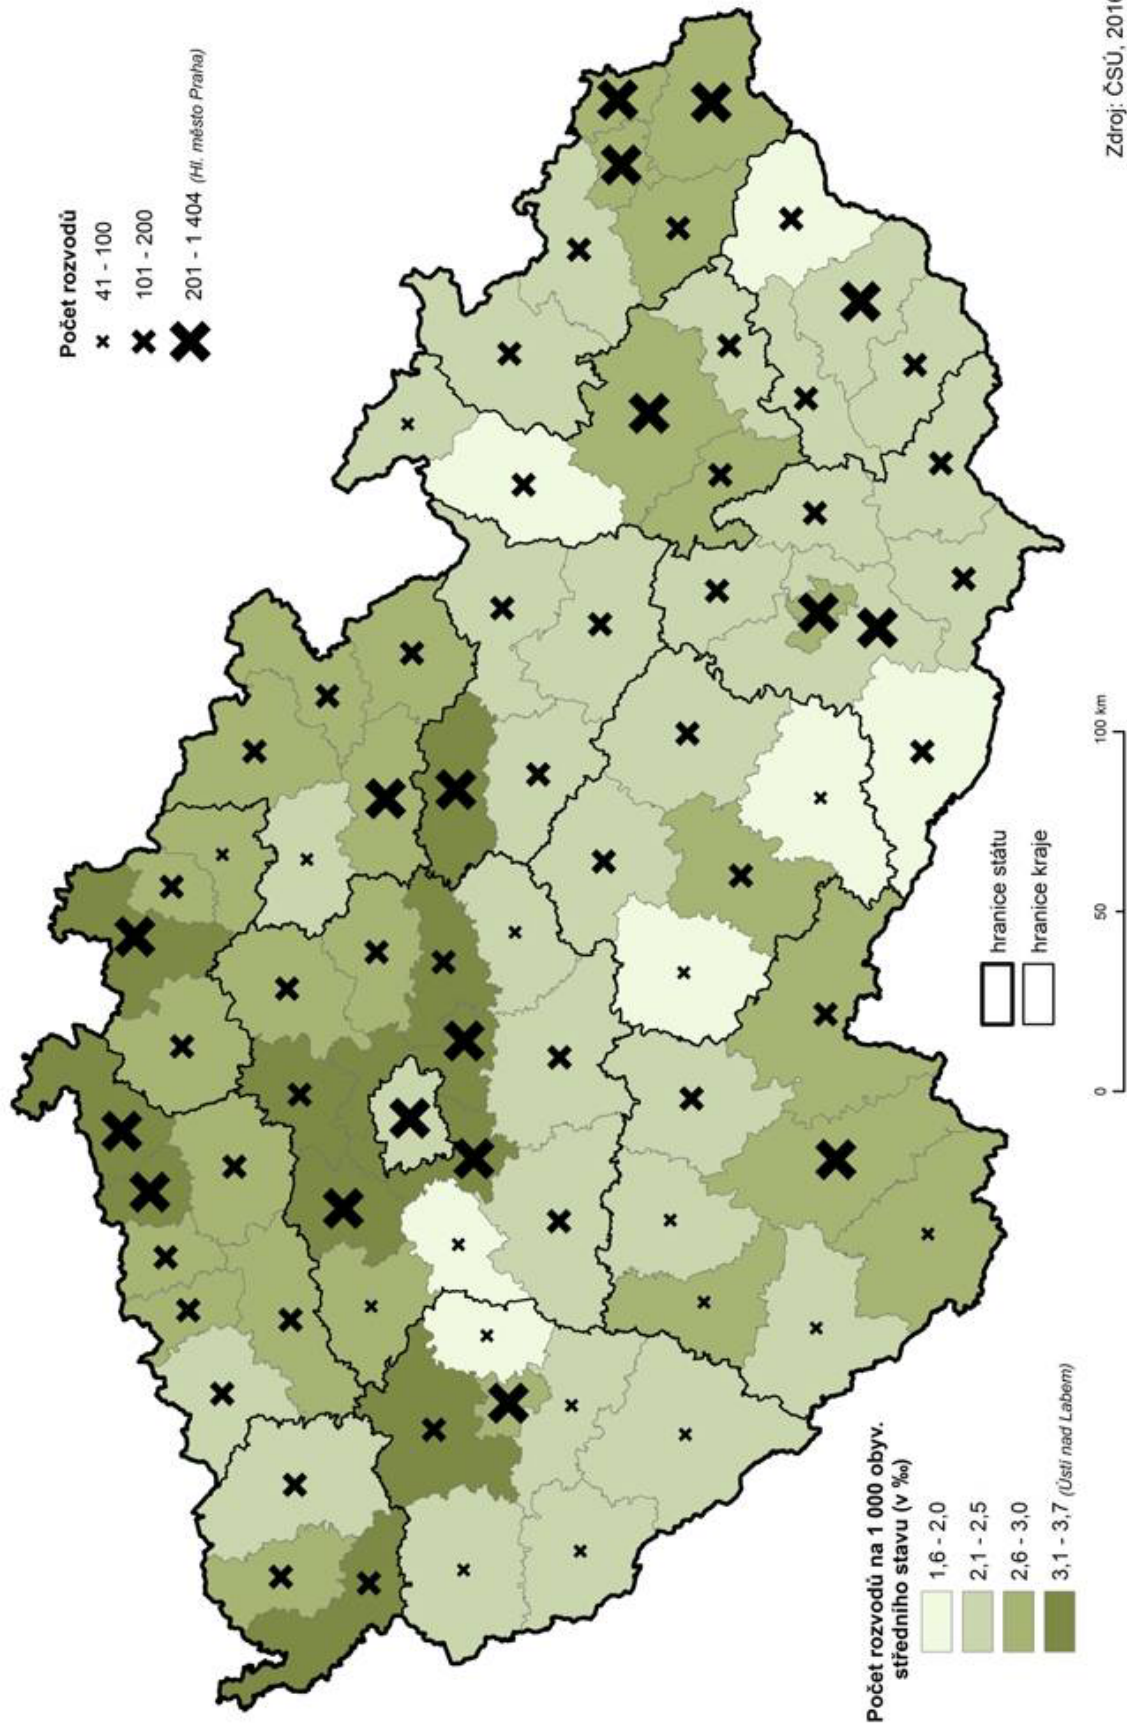 Počet rozvodů
41 - 100
101 - 200
201 - 1 404 (Hl. město Praha)
Počet rozvodů na 1 000 obyv.
středního stavu (v ‰)
1,6 - 2,0
2,1 - 2,5
2,6 - 3,0
3,1 - 3,7 (Ústí nad Labem)
hranice státu
hranice kraje
0 50 100 km
Zdroj: ČSÚ, 2016